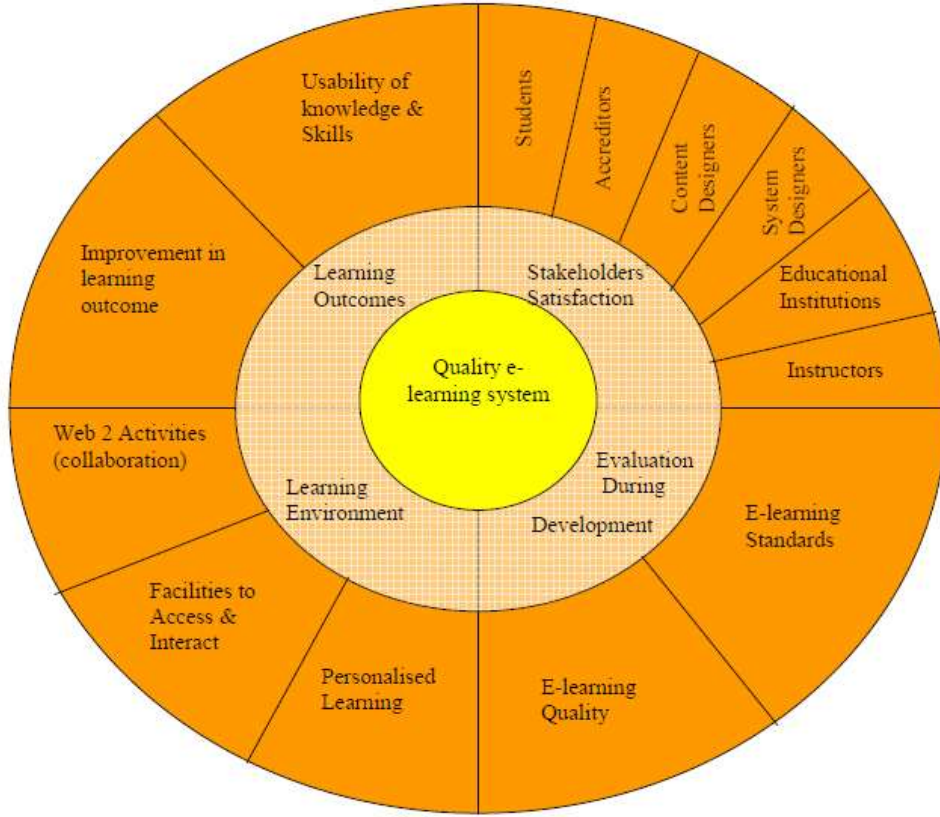 Usability of
knowledge &
Skills
Students
Accreditors
Content
Designers
System
Designers
Educational
Institutions
Instructors
Improvement in
learning
outcome
Learning
Outcomes
Stakeholders'
Satisfaction
Quality e-
learning system
Web 2 Activities
(collaboration)
Learning
Environment
Evaluation
During
Development
E-learning
Standards
Facilities to
Access &
Interact
Personalised
Learning
E-learning
Quality